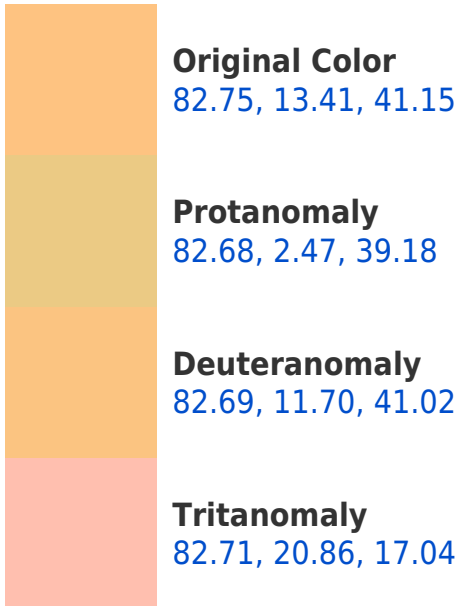 Original Color
82.75, 13.41, 41.15
Protanomaly
82.68, 2.47, 39.18
Deuteranomaly
82.69, 11.70, 41.02
Tritanomaly
82.71, 20.86, 17.04